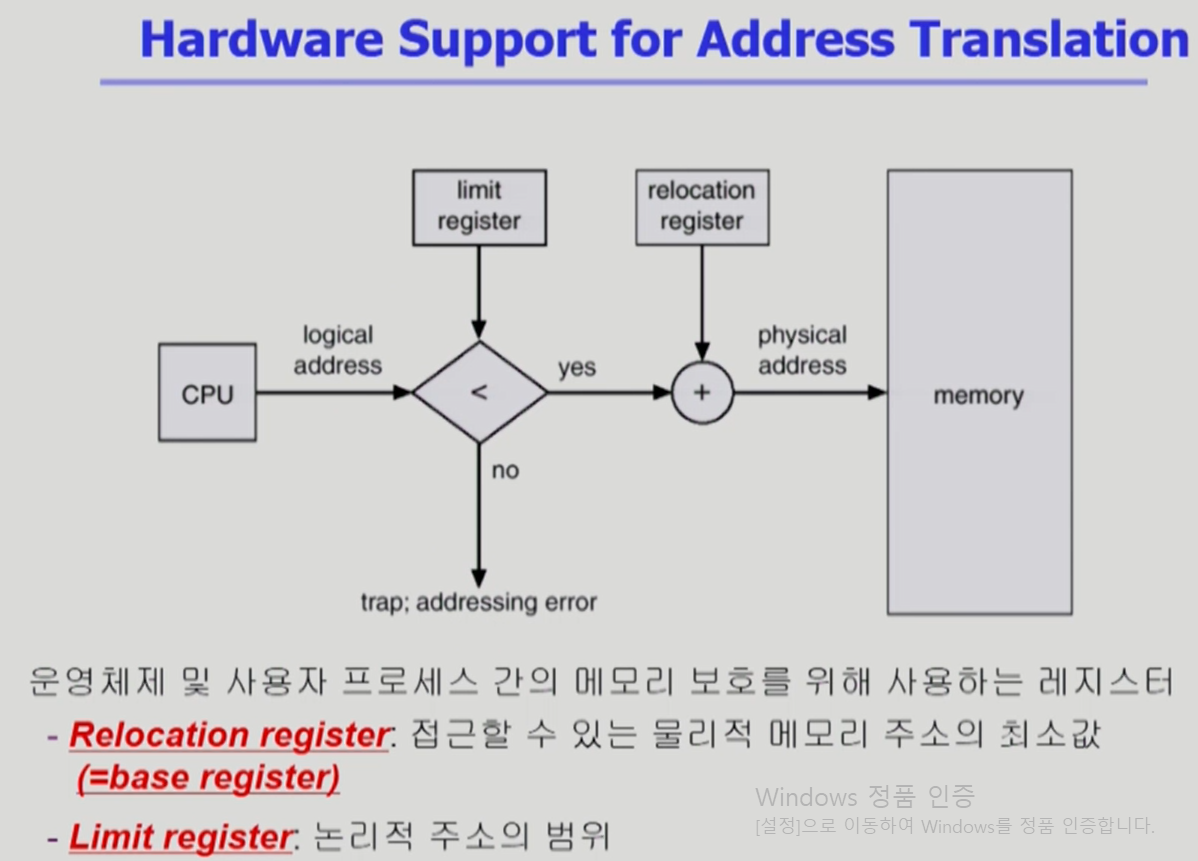 Hardware Support for Address Translation
limit
register
relocation
register
logical
address
physical
address
CPU
<
yes
+
memory
no
trap; addressing error
운영체제 및 사용자 프로세스 간의 메모리 보호를 위해 사용하는 레지스터
- Relocation register: 접근할 수 있는 물리적 메모리 주소의 최소값
(=base register)
Windows 정품 인증
[설정]으로 이동하여 Windows를 정품 인증합니다.
- Limit register: 논리적 주소의 범위